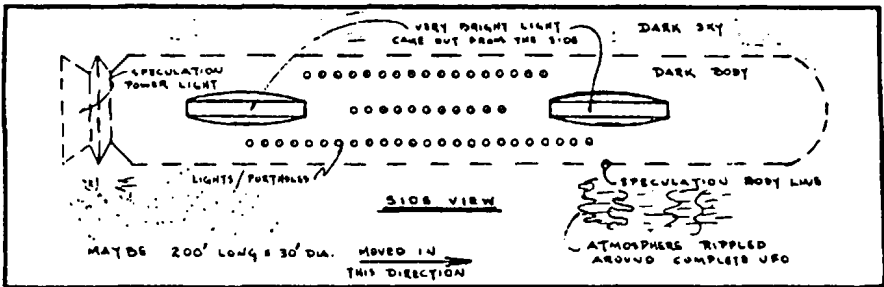 VERY BRIGHT LIGHT
CAME OUT FROM THE SIDE
DARK SKY
SPECULATION
POWER LIGHT
DARK BODY
LIGHTS/PORTHOLES
SPECULATION BODY LINE
SIDE VIEW
MAYBE 200' LONG & 30' DIA.
MOVED IN
THIS DIRECTION
ATMOSPHERE RIPPLED
AROUND COMPLETE UFO